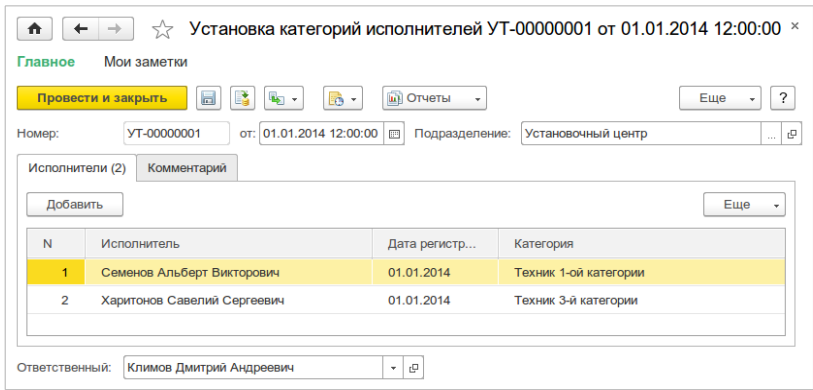 Установка категорий исполнителей УТ-00000001 от 01.01.2014 12:00:00 ×
Главное Мои заметки
Провести и закрыть Отчеты Еще ?
Номер: УТ-00000001 от: 01.01.2014 12:00:00 Подразделение: Установочный центр ...
Исполнители (2) Комментарий
Добавить Еще
N Исполнитель Дата регистр... Категория
1 Семенов Альберт Викторович 01.01.2014 Техник 1-ой категории
2 Харитонов Савелий Сергеевич 01.01.2014 Техник 3-й категории
Ответственный: Климов Дмитрий Андреевич